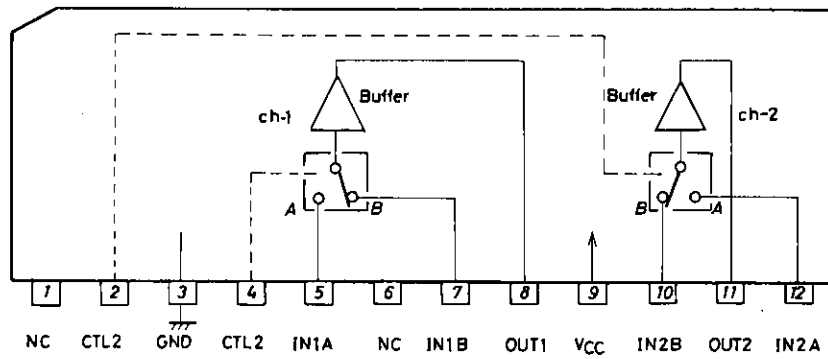 Buffer
Buffer
ch-1
ch-2
A
B
B
A
1 2 3 4 5 6 7 8 9 10 11 12
NC CTL2 GND CTL2 IN1A NC IN1B OUT1 VCC IN2B OUT2 IN2A